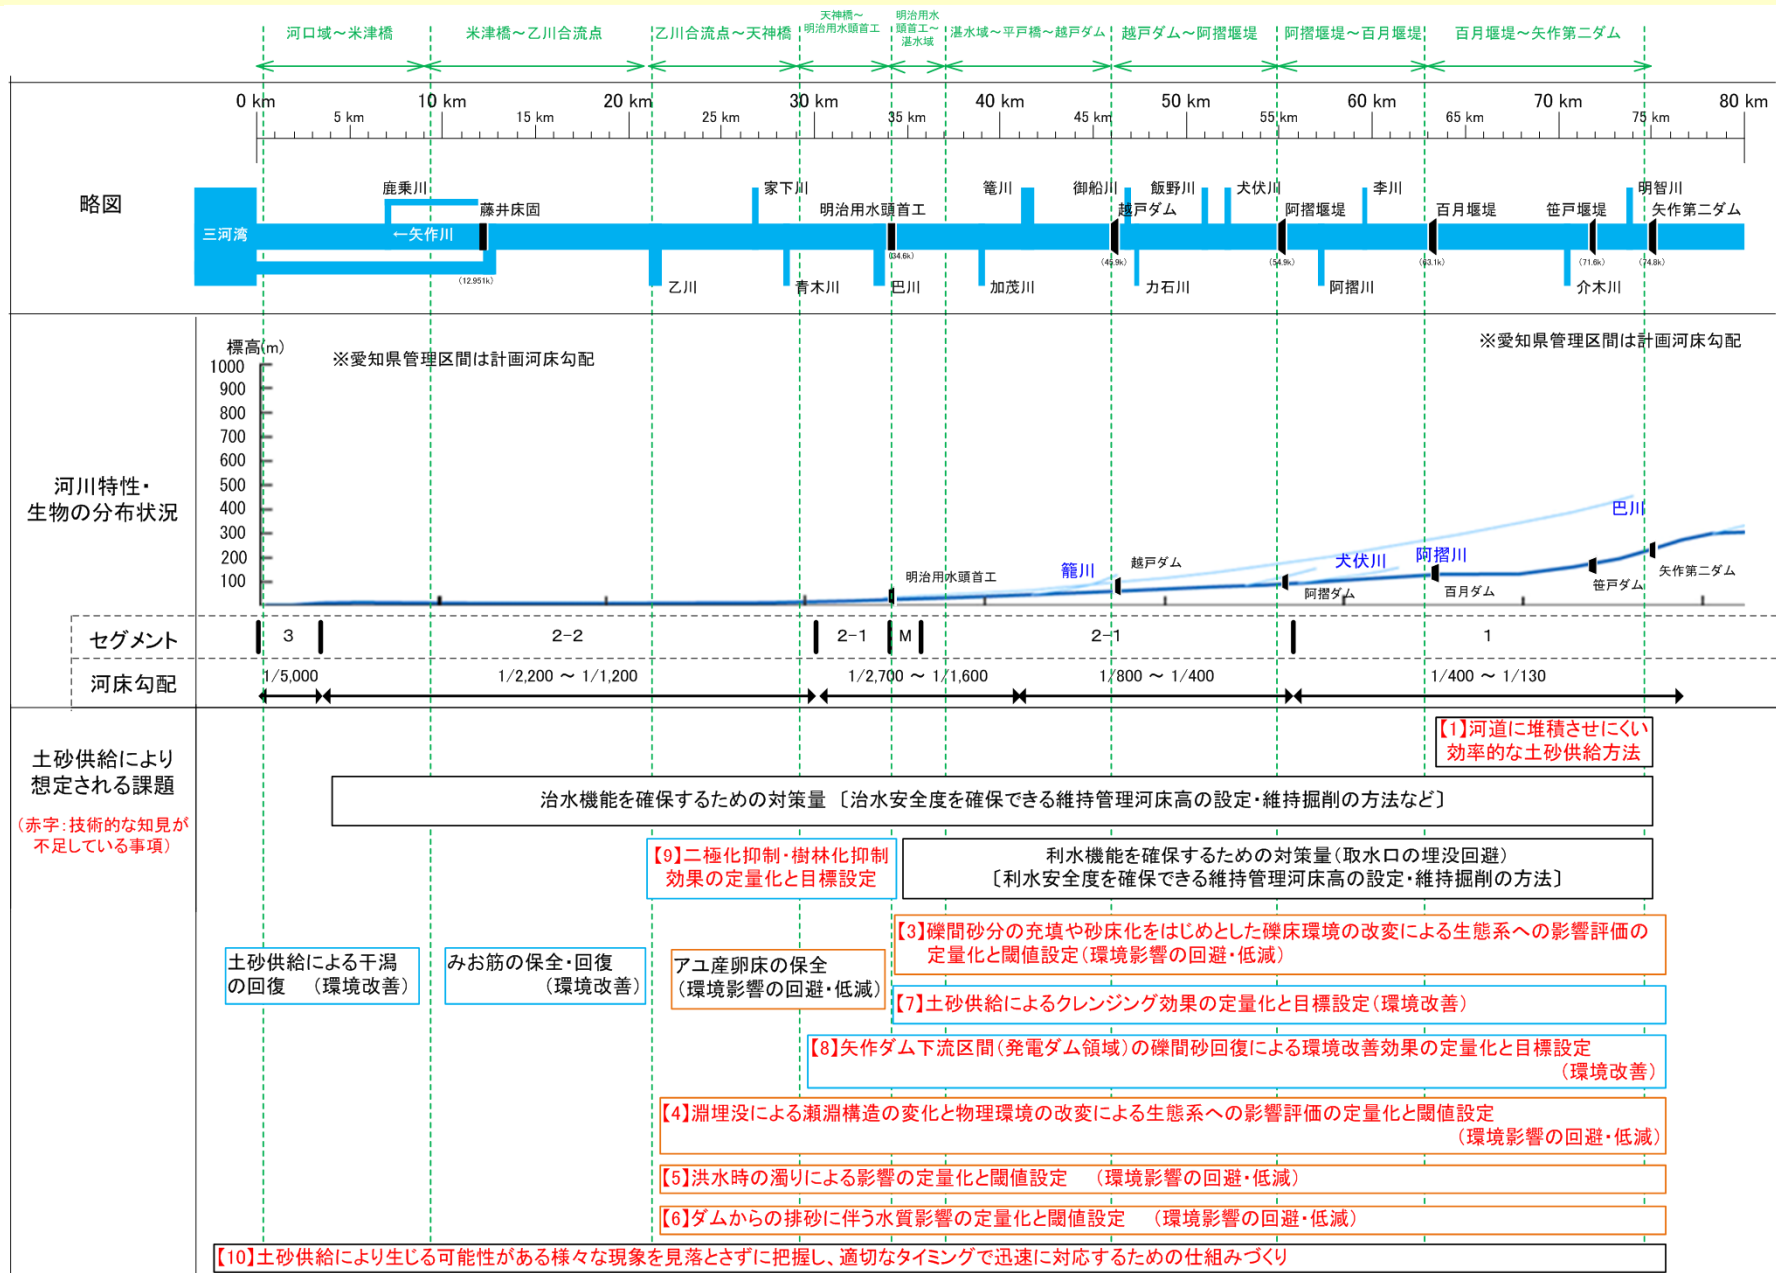 河口域～米津橋
米津橋～乙川合流点
乙川合流点～天神橋
天神橋～
明治用水頭首工
明治用水
頭首工～
湛水域
湛水域～平戸橋～越戸ダム
越戸ダム～阿摺堰堤
阿摺堰堤～百月堰堤
百月堰堤～矢作第二ダム
0 km
10 km
20 km
30 km
40 km
50 km
60 km
70 km
80 km
5 km
15 km
25 km
35 km
45 km
55 km
65 km
75 km
略図
鹿乗川
藤井床固
家下川
明治用水頭首工
篭川
御船川
越戸ダム
飯野川
犬伏川
阿摺堰堤
李川
百月堰堤
笹戸堰堤
明智川
矢作第二ダム
三河湾
←矢作川
(12.951k)
(34.6k)
(45.9k)
(54.9k)
(63.1k)
(71.6k)
(74.8k)
乙川
青木川
巴川
加茂川
力石川
阿摺川
介木川
河川特性・
生物の分布状況
標高(m)
※愛知県管理区間は計画河床勾配
※愛知県管理区間は計画河床勾配
1000
900
800
700
600
500
400
300
200
100
明治用水頭首工
籠川
越戸ダム
犬伏川
阿摺ダム
阿摺川
百月ダム
笹戸ダム
巴川
矢作第二ダム
セグメント
3
2-2
2-1
M
2-1
1
河床勾配
1/5,000
1/2,200 ～ 1/1,200
1/2,700 ～ 1/1,600
1/800 ～ 1/400
1/400 ～ 1/130
土砂供給により
想定される課題
(赤字：技術的な知見が
不足している事項)
【1】河道に堆積させにくい
効率的な土砂供給方法
治水機能を確保するための対策量 〔治水安全度を確保できる維持管理河床高の設定・維持掘削の方法など〕
【9】二極化抑制・樹林化抑制
効果の定量化と目標設定
利水機能を確保するための対策量(取水口の埋没回避)
〔利水安全度を確保できる維持管理河床高の設定・維持掘削の方法〕
【3】礫間砂分の充填や砂床化をはじめとした礫床環境の改変による生態系への影響評価の
定量化と閾値設定(環境影響の回避・低減)
土砂供給による干潟
の回復 (環境改善)
みお筋の保全・回復
(環境改善)
アユ産卵床の保全
(環境影響の回避・低減)
【7】土砂供給によるクレンジング効果の定量化と目標設定(環境改善)
【8】矢作ダム下流区間(発電ダム領域)の礫間砂回復による環境改善効果の定量化と目標設定
(環境改善)
【4】淵埋没による瀬淵構造の変化と物理環境の改変による生態系への影響評価の定量化と閾値設定
(環境影響の回避・低減)
【5】洪水時の濁りによる影響の定量化と閾値設定 (環境影響の回避・低減)
【6】ダムからの排砂に伴う水質影響の定量化と閾値設定 (環境影響の回避・低減)
【10】土砂供給により生じる可能性がある様々な現象を見落とさずに把握し、適切なタイミングで迅速に対応するための仕組みづくり